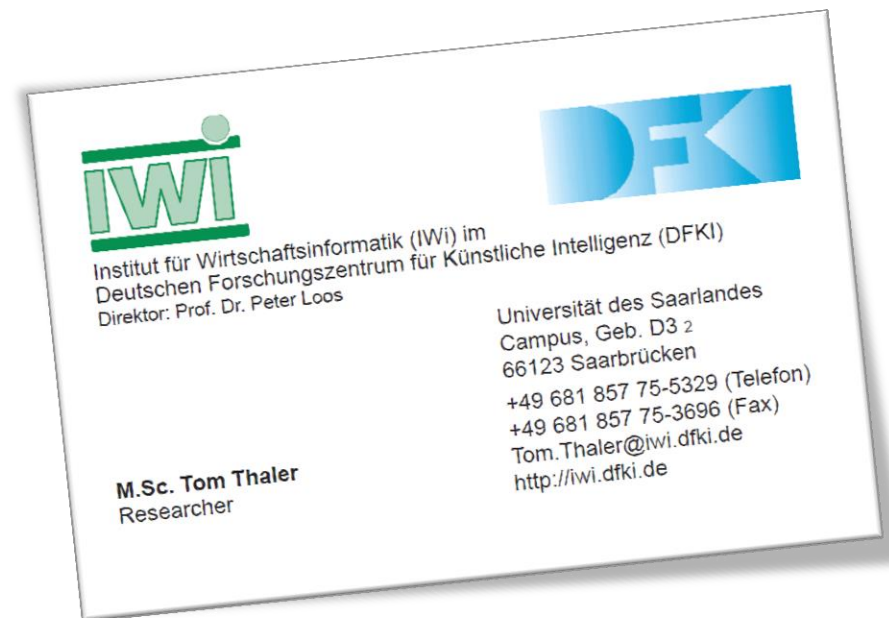 IWi
DFK
Institut für Wirtschaftsinformatik (IWi) im
Deutschen Forschungszentrum für Künstliche Intelligenz (DFKI)
Direktor: Prof. Dr. Peter Loos
Universität des Saarlandes
Campus, Geb. D3 2
66123 Saarbrücken
+49 681 857 75-5329 (Telefon)
+49 681 857 75-3696 (Fax)
Tom.Thaler@iwi.dfki.de
http://iwi.dfki.de
M.Sc. Tom Thaler
Researcher